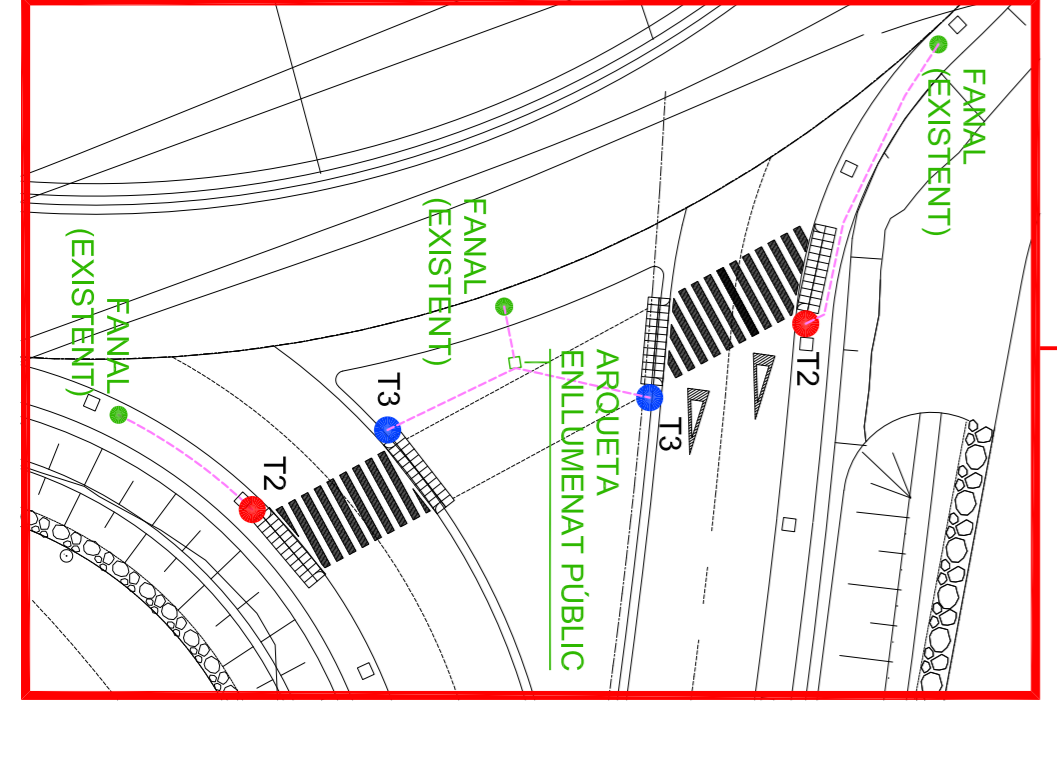 FANAL
(EXISTENT)
FANAL
(EXISTENT)
FANAL
(EXISTENT)
T2
T3
T3
T2
ARQUETA
ENLLUMENAT PÚBLIC